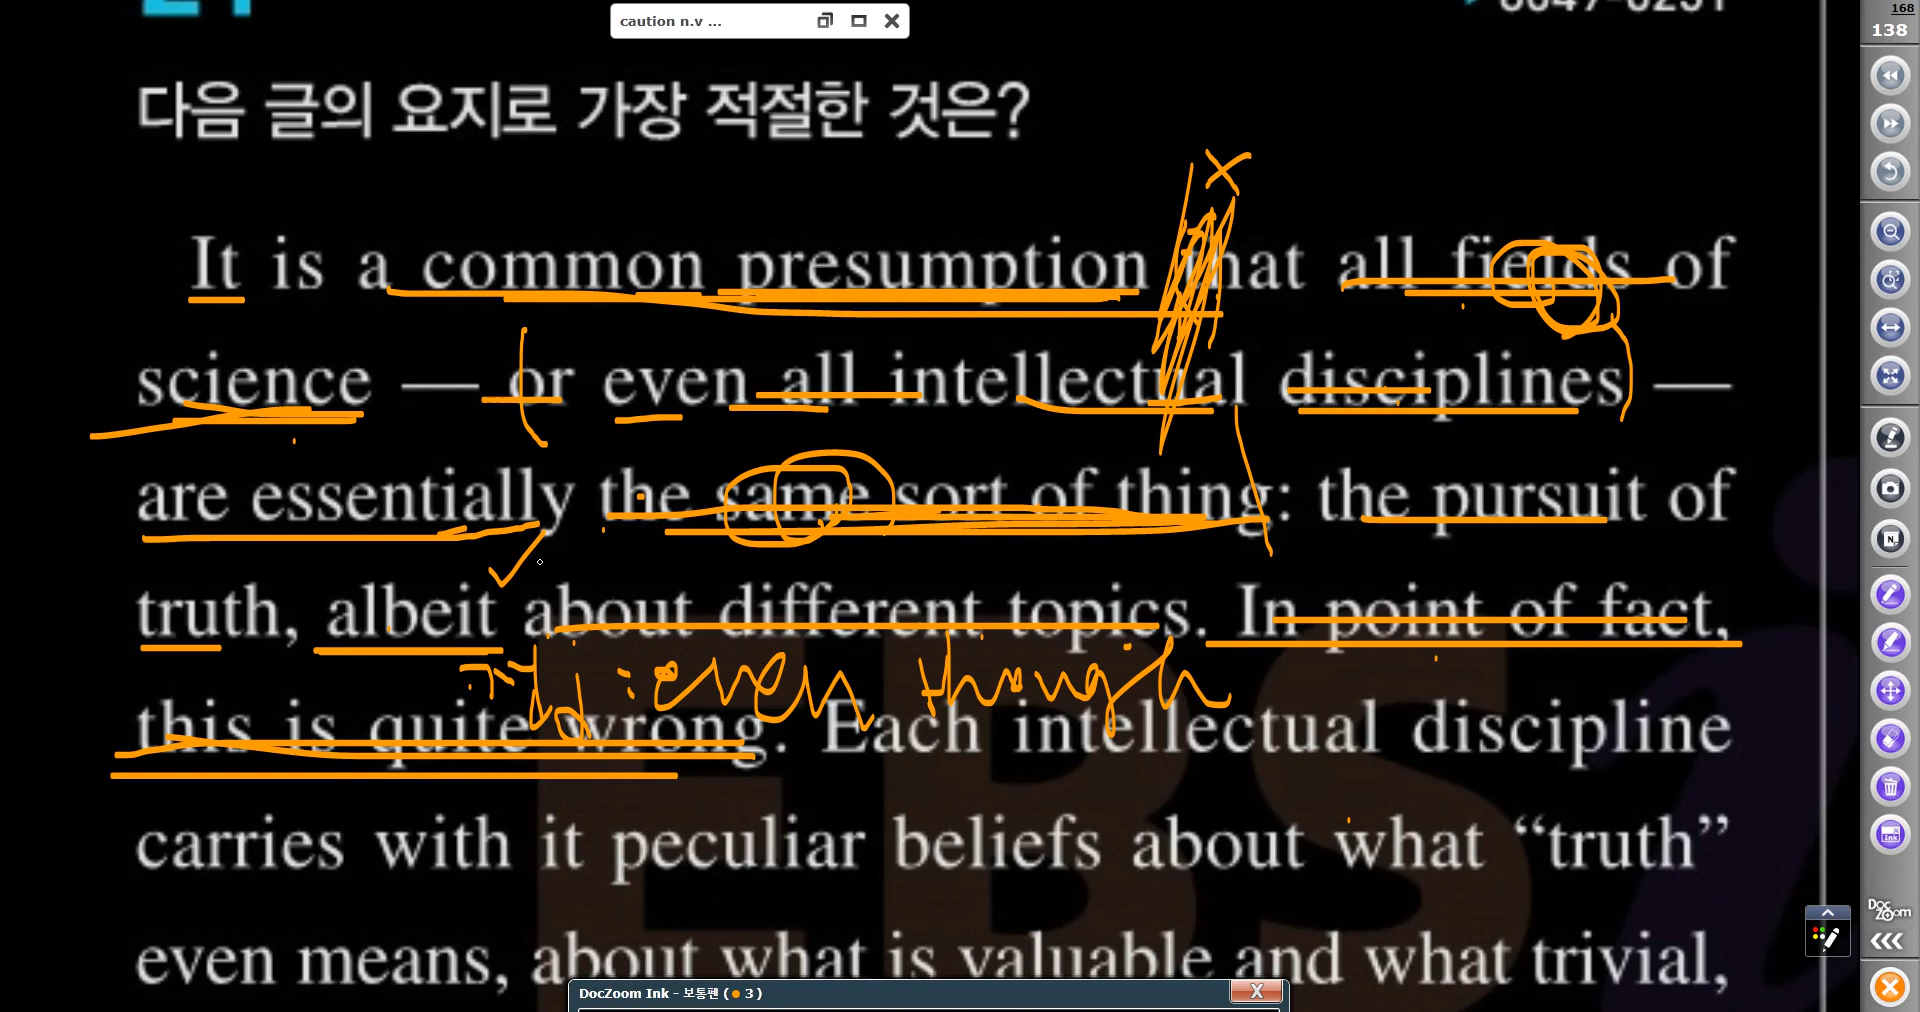 caution n.v ...
168
138
다음 글의 요지로 가장 적절한 것은?
It is a common presumption that all fields of
science — or even all intellectual disciplines —
are essentially the same sort of thing: the pursuit of
truth, albeit about different topics. In point of fact,
: even though
this is quite wrong. Each intellectual discipline
carries with it peculiar beliefs about what “truth”
even means, about what is valuable and what trivial,
EBS
DocZoom
DocZoom Ink - 보통펜 ( 3 )